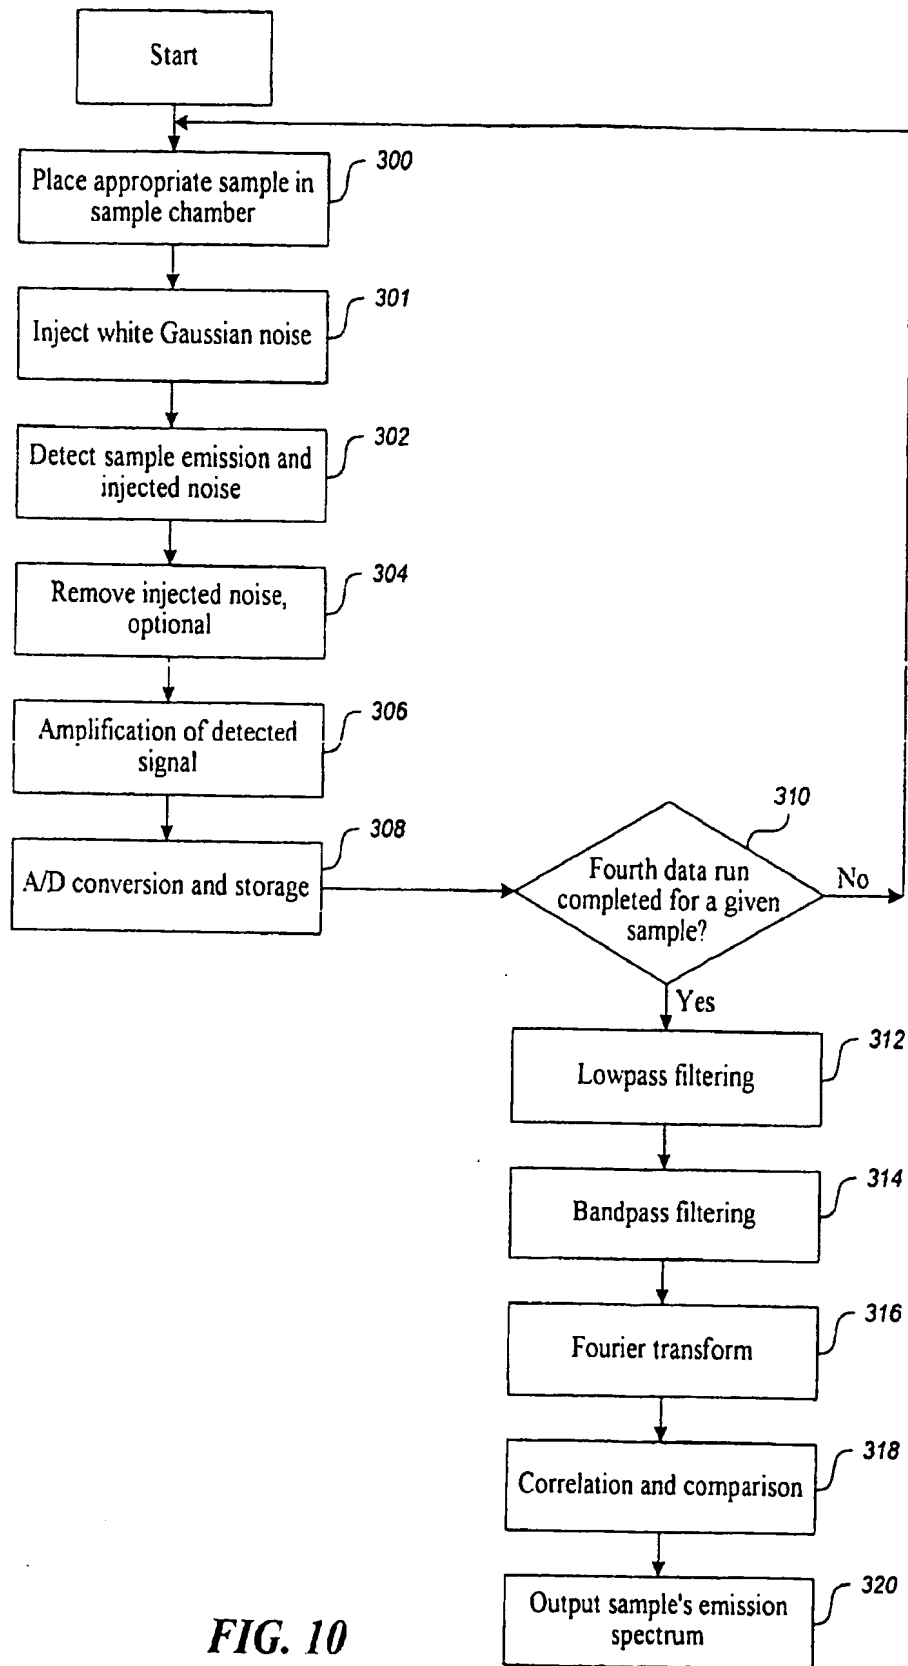 Start
Place appropriate sample in
sample chamber
300
Inject white Gaussian noise
301
Detect sample emission and
injected noise
302
Remove injected noise,
optional
304
Amplification of detected
signal
306
A/D conversion and storage
308
Fourth data run
completed for a given
sample?
310
No
Yes
Lowpass filtering
312
Bandpass filtering
314
Fourier transform
316
Correlation and comparison
318
Output sample's emission
spectrum
320
FIG. 10